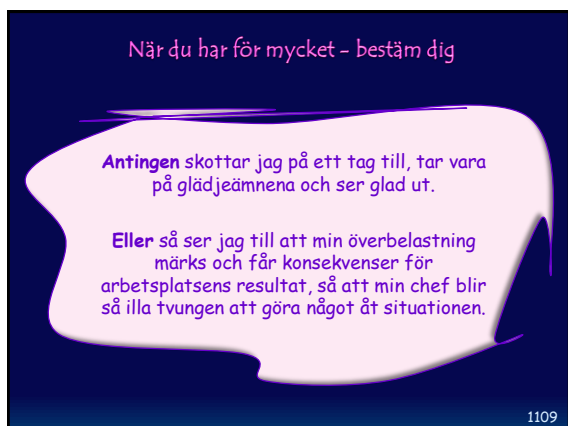 När du har för mycket - bestäm dig
Antingen skottar jag på ett tag till, tar vara
på glädjeämnena och ser glad ut.
Eller så ser jag till att min överbelastning
märks och får konsekvenser för
arbetsplatsens resultat, så att min chef blir
så illa tvungen att göra något åt situationen.
1109